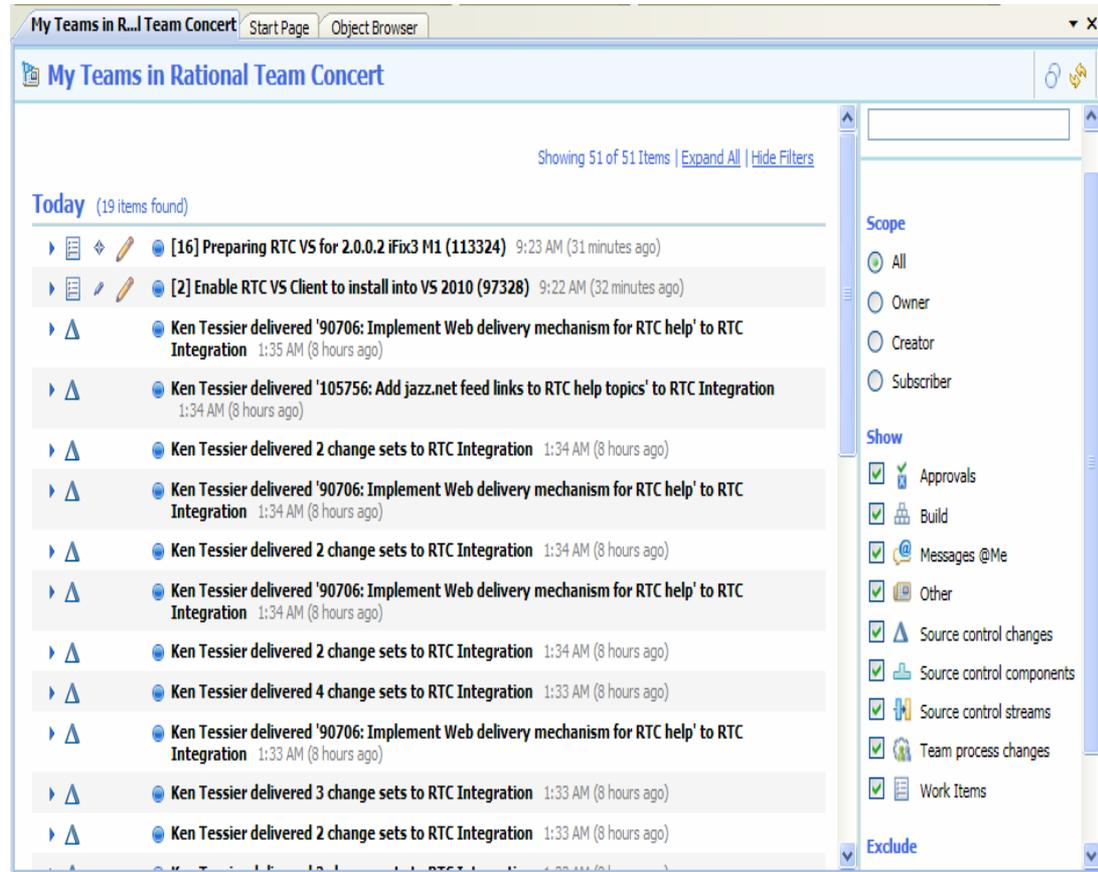 My Teams in R...l Team Concert
Start Page
Object Browser
My Teams in Rational Team Concert
Showing 51 of 51 Items | Expand All | Hide Filters
Today (19 items found)
[16] Preparing RTC VS for 2.0.0.2 iFix3 M1 (113324) 9:23 AM (31 minutes ago)
[2] Enable RTC VS Client to install into VS 2010 (97328) 9:22 AM (32 minutes ago)
Ken Tessier delivered '90706: Implement Web delivery mechanism for RTC help' to RTC
Integration 1:35 AM (8 hours ago)
Ken Tessier delivered '105756: Add jazz.net feed links to RTC help topics' to RTC Integration
1:34 AM (8 hours ago)
Ken Tessier delivered 2 change sets to RTC Integration 1:34 AM (8 hours ago)
Ken Tessier delivered '90706: Implement Web delivery mechanism for RTC help' to RTC
Integration 1:34 AM (8 hours ago)
Ken Tessier delivered 2 change sets to RTC Integration 1:34 AM (8 hours ago)
Ken Tessier delivered '90706: Implement Web delivery mechanism for RTC help' to RTC
Integration 1:34 AM (8 hours ago)
Ken Tessier delivered 2 change sets to RTC Integration 1:34 AM (8 hours ago)
Ken Tessier delivered 4 change sets to RTC Integration 1:33 AM (8 hours ago)
Ken Tessier delivered '90706: Implement Web delivery mechanism for RTC help' to RTC
Integration 1:33 AM (8 hours ago)
Ken Tessier delivered 3 change sets to RTC Integration 1:33 AM (8 hours ago)
Ken Tessier delivered 2 change sets to RTC Integration 1:33 AM (8 hours ago)
Scope
All
Owner
Creator
Subscriber
Show
Approvals
Build
Messages @Me
Other
Source control changes
Source control components
Source control streams
Team process changes
Work Items
Exclude